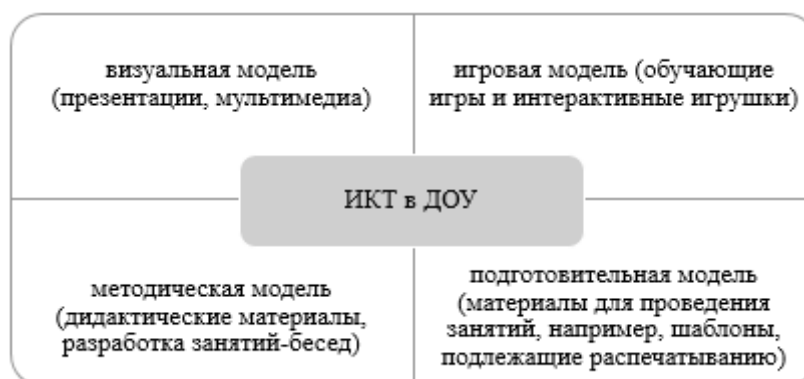 визуальная модель
(презентации, мультимедиа)
игровая модель (обучающие
игры и интерактивные игрушки)
ИКТ в ДОУ
методическая модель
(дидактические материалы,
разработка занятий-бесед)
подготовительная модель
(материалы для проведения
занятий, например, шаблоны,
подлежащие распечатыванию)